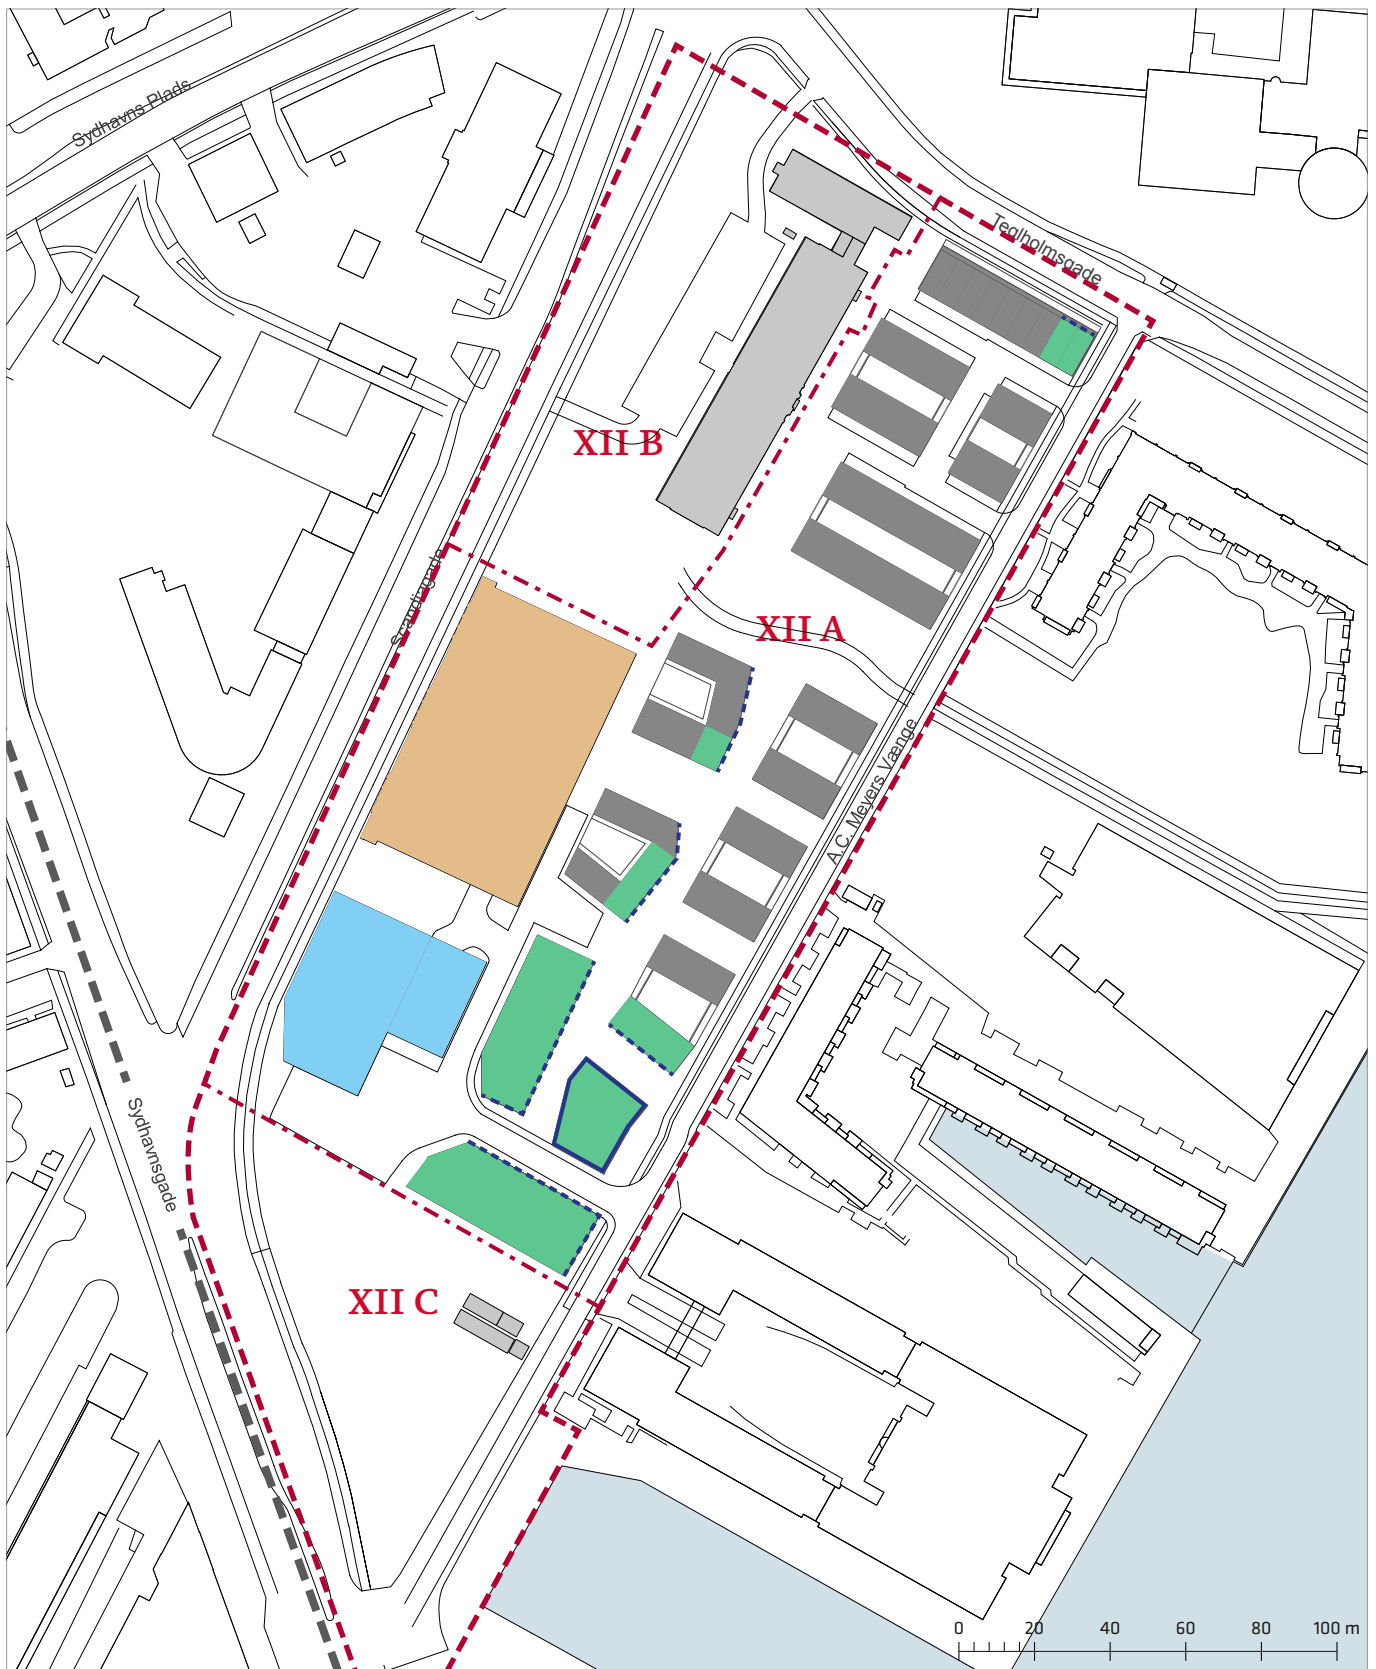 Sydhavns Plads
Teglholmsgade
XII B
Scandiagade
XII A
A.C. Meyers Vænge
Sydhavnsgade
XII C
0 20 40 60 80 100 m